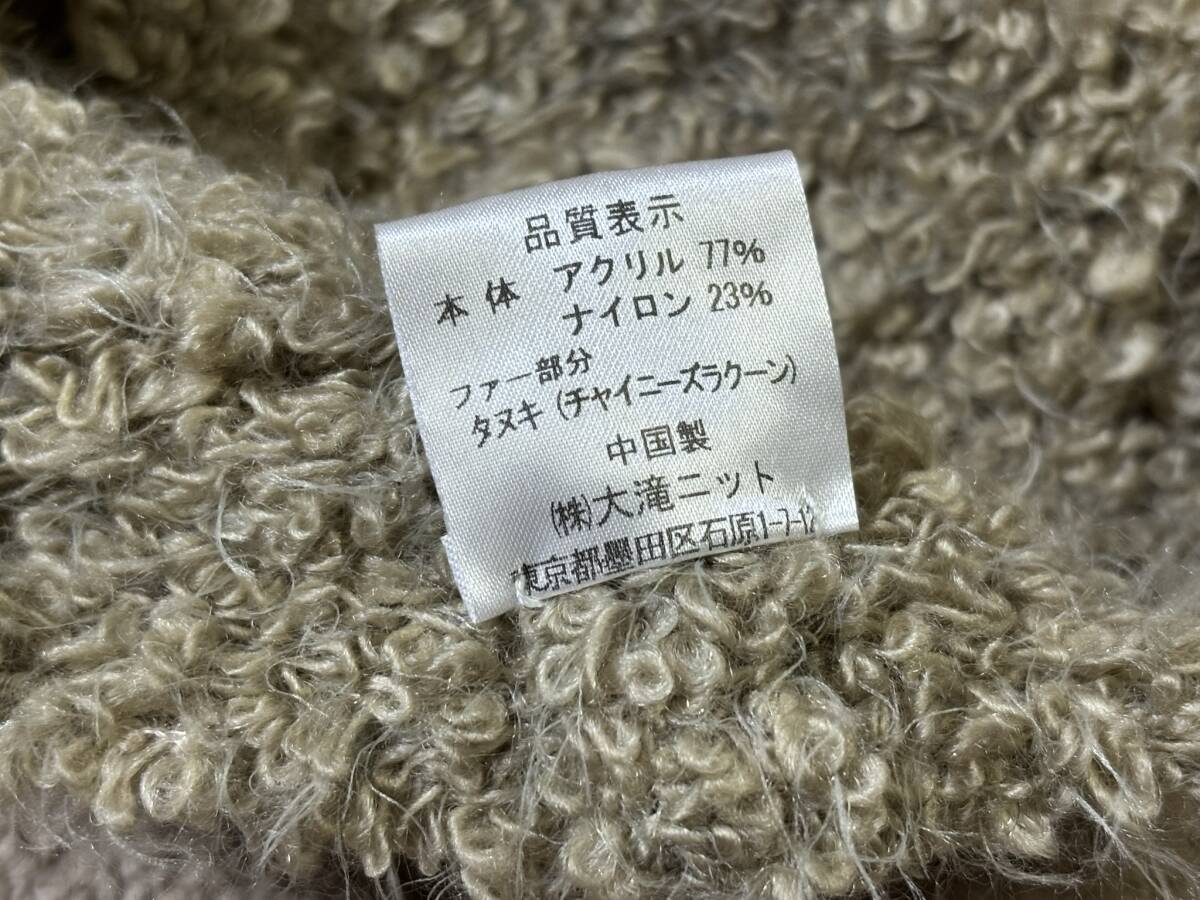 品質表示
本体 アクリル 77%
ナイロン 23%
ファー部分
タヌキ (チャイニーズラクーン)
中国製
(株)大滝ニット
東京都墨田区石原1-7-12